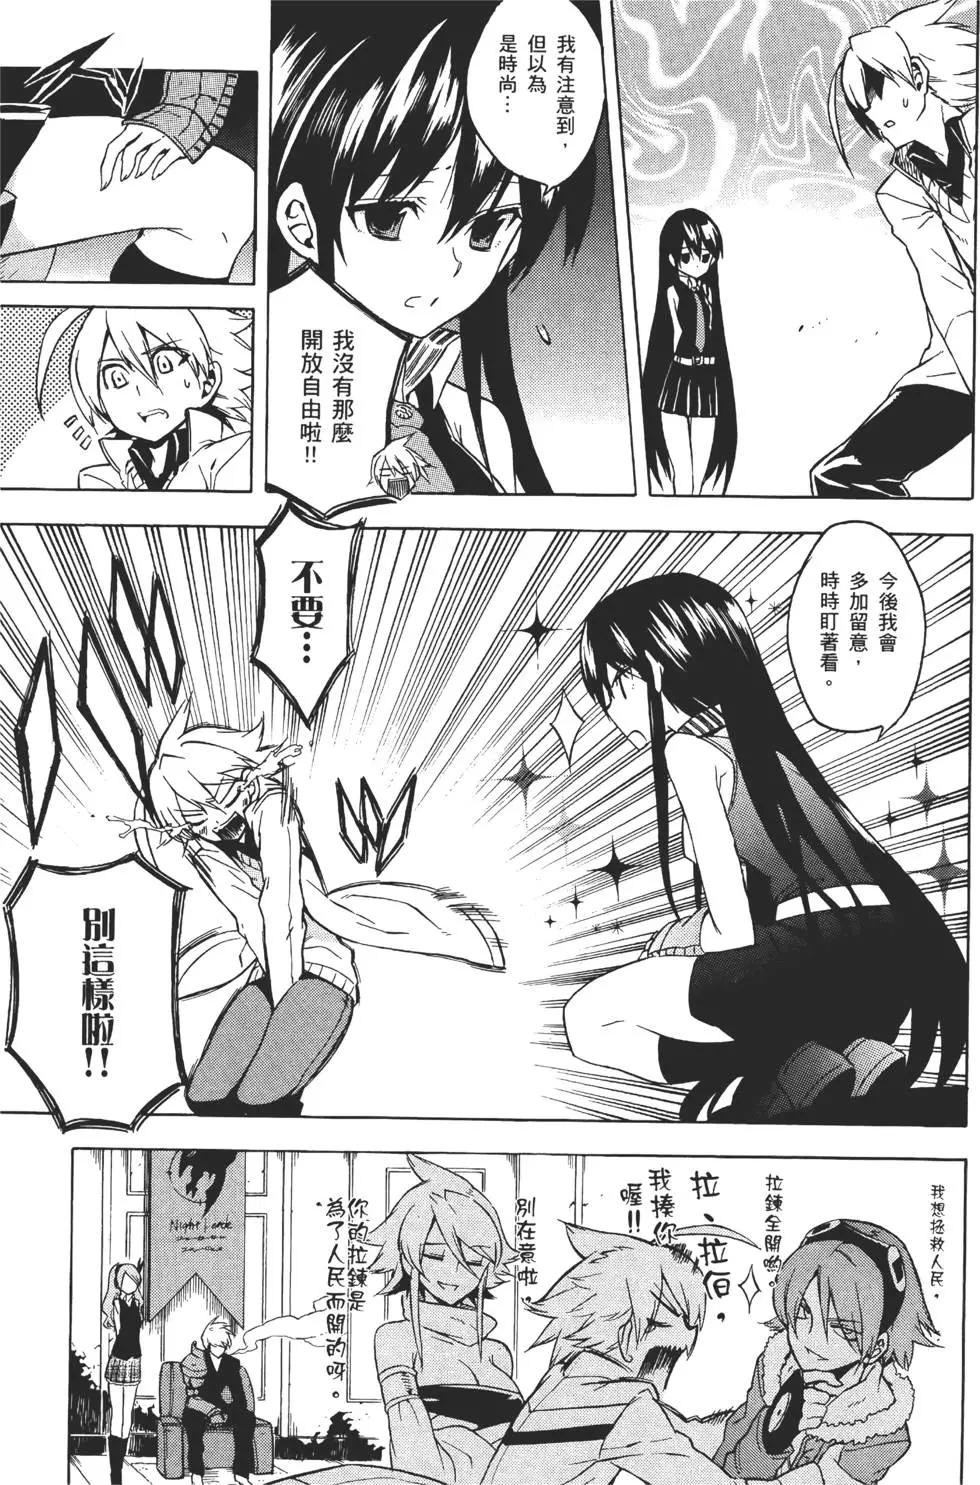 我有注意到，
但以為
是時尚…
我沒有那麼
開放自由啦!!
今後我會
多加留意，
時時盯著看。
不要…
別這樣啦!!
我想拯救人民，
拉鍊全開喲。
拉、拉伯，
我揍你
喔!!
別在意啦。
你的拉鍊是
為了人民而開的呀。